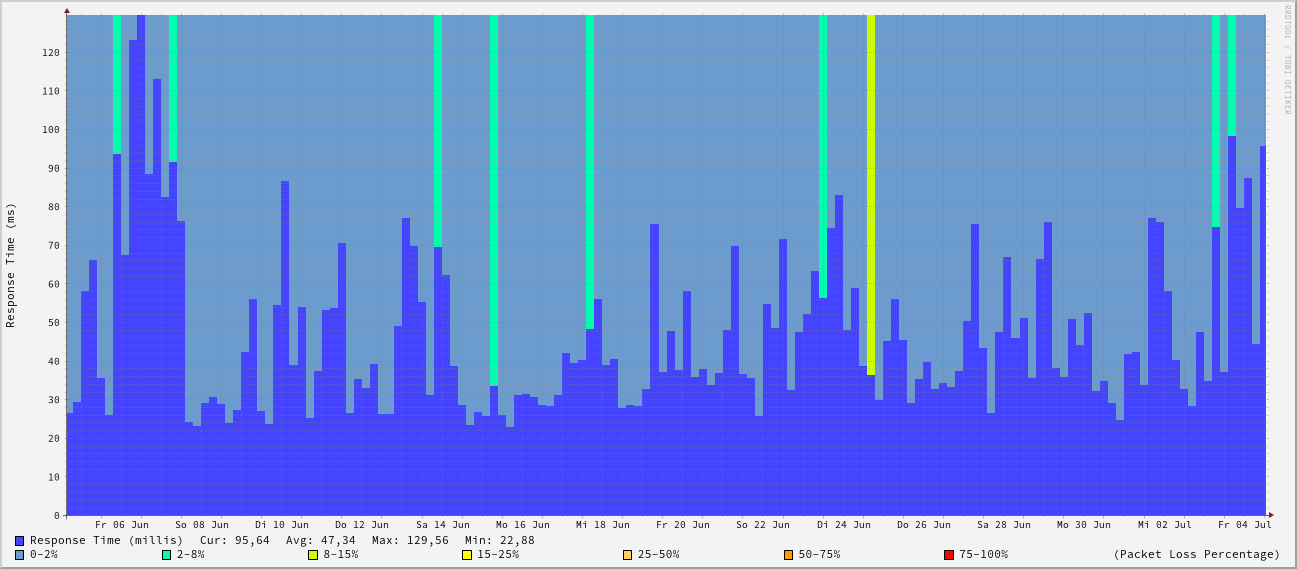 RRDTOOL / TOBI OETIKER
Response Time (ms)
120
110
100
90
80
70
60
50
40
30
20
10
0
Fr 06 Jun So 08 Jun Di 10 Jun Do 12 Jun Sa 14 Jun Mo 16 Jun Mi 18 Jun Fr 20 Jun So 22 Jun Di 24 Jun Do 26 Jun Sa 28 Jun Mo 30 Jun Mi 02 Jul Fr 04 Jul
Response Time (millis) Cur: 95,64 Avg: 47,34 Max: 129,56 Min: 22,88
0-2% 2-8% 8-15% 15-25% 25-50% 50-75% 75-100% (Packet Loss Percentage)